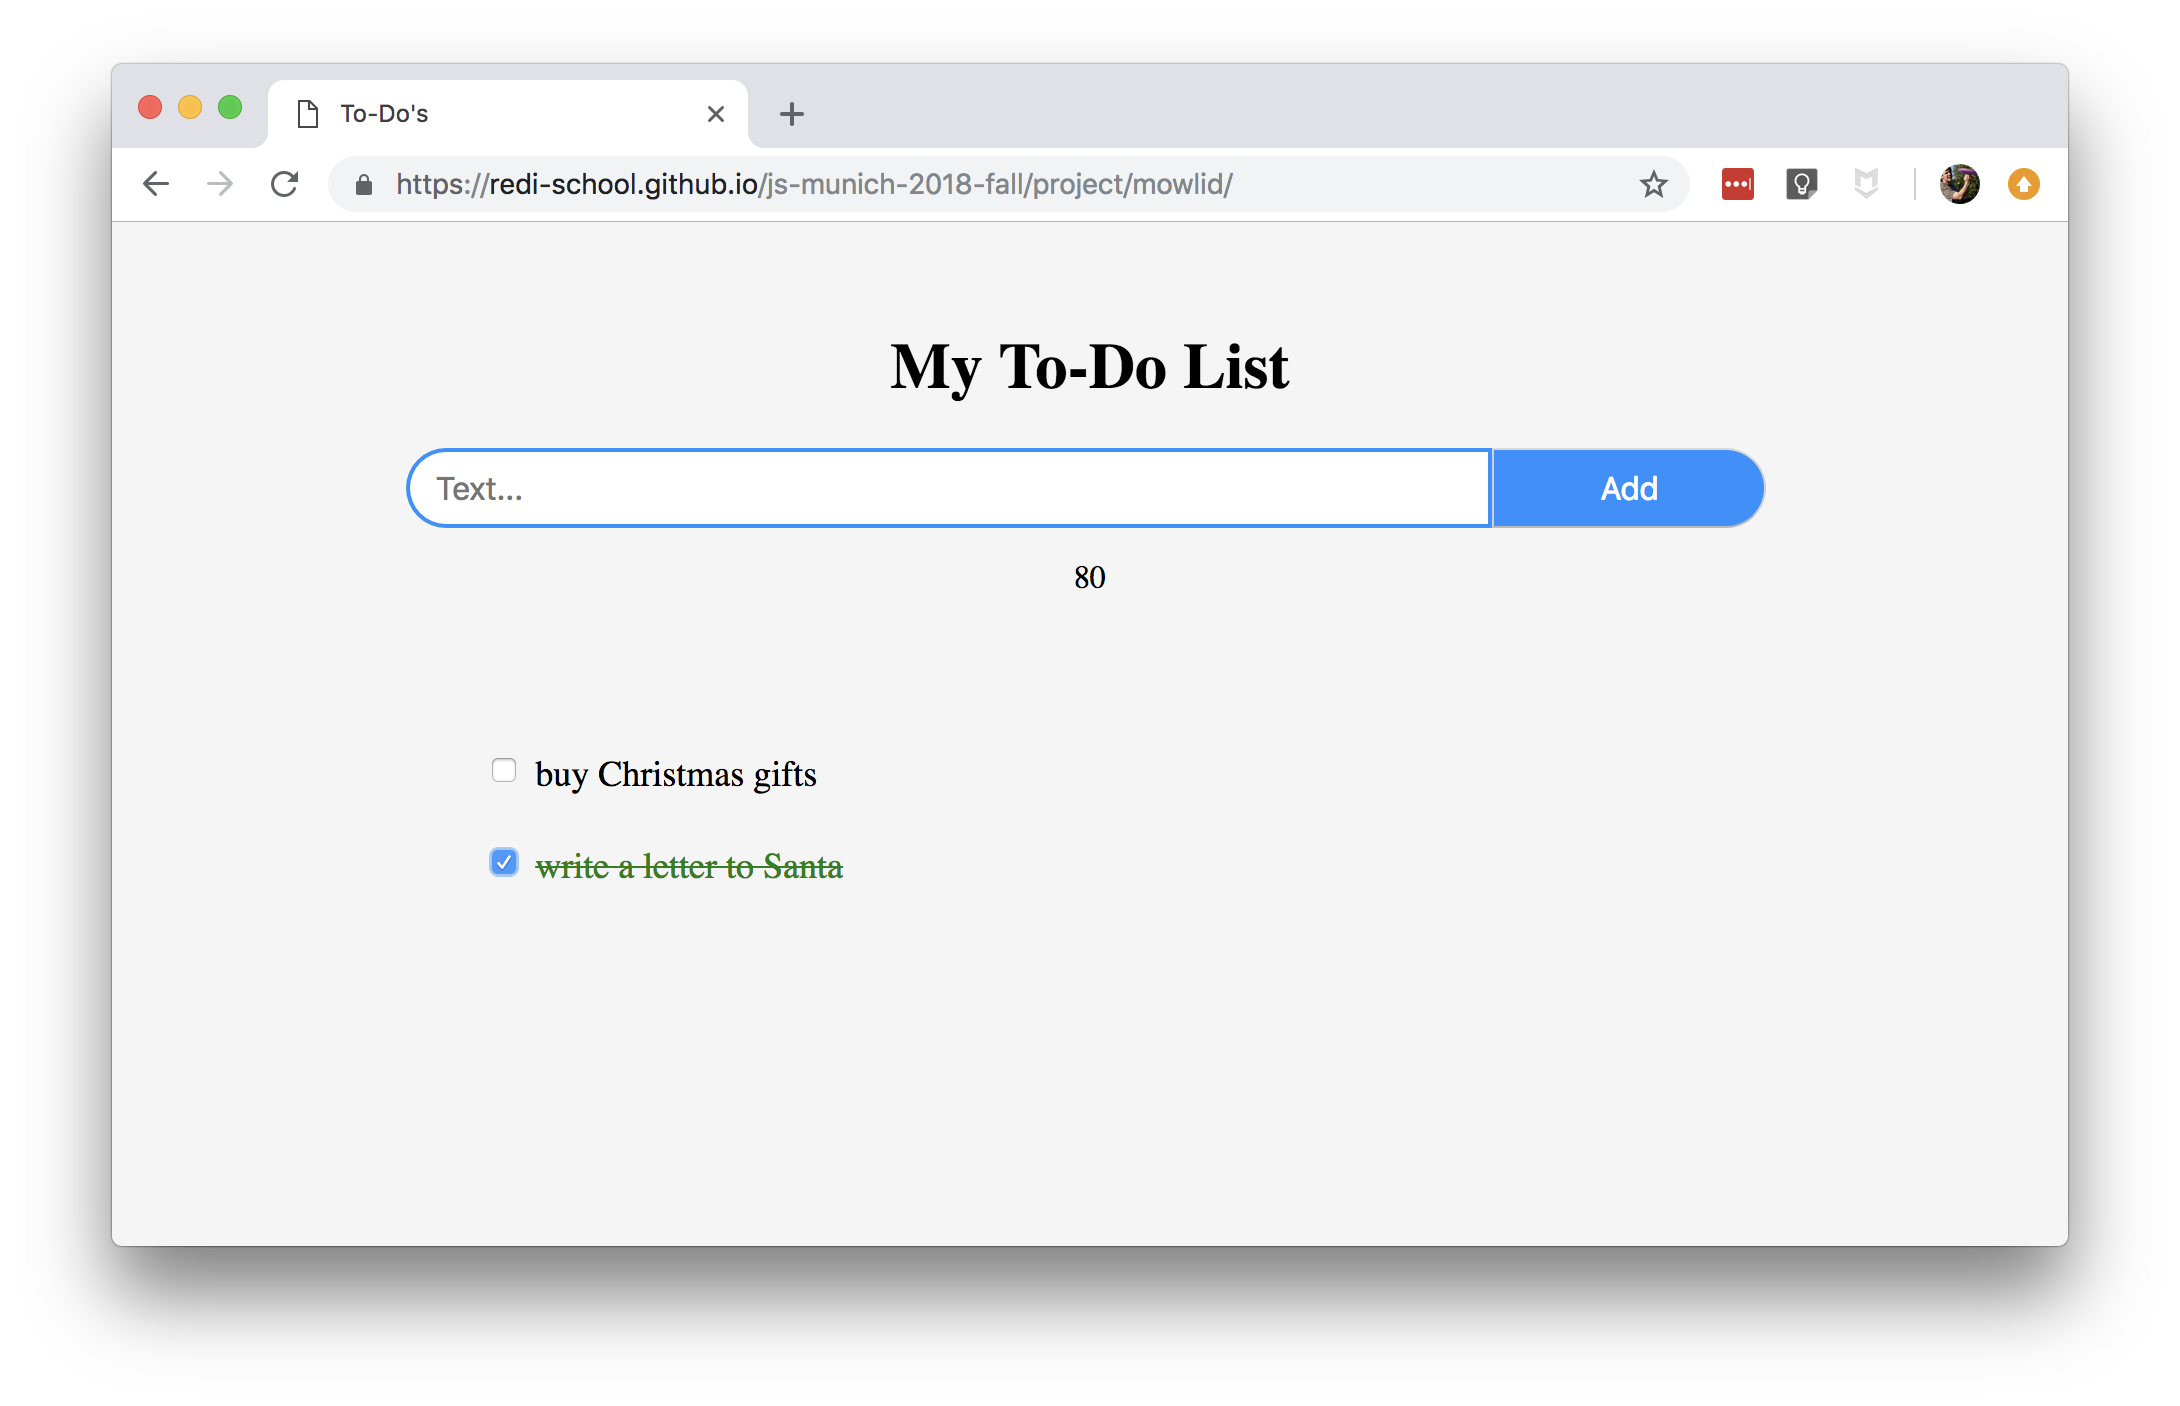 To-Do's
https://redi-school.github.io/js-munich-2018-fall/project/mowlid/
My To-Do List
Text...
Add
80
buy Christmas gifts
write a letter to Santa